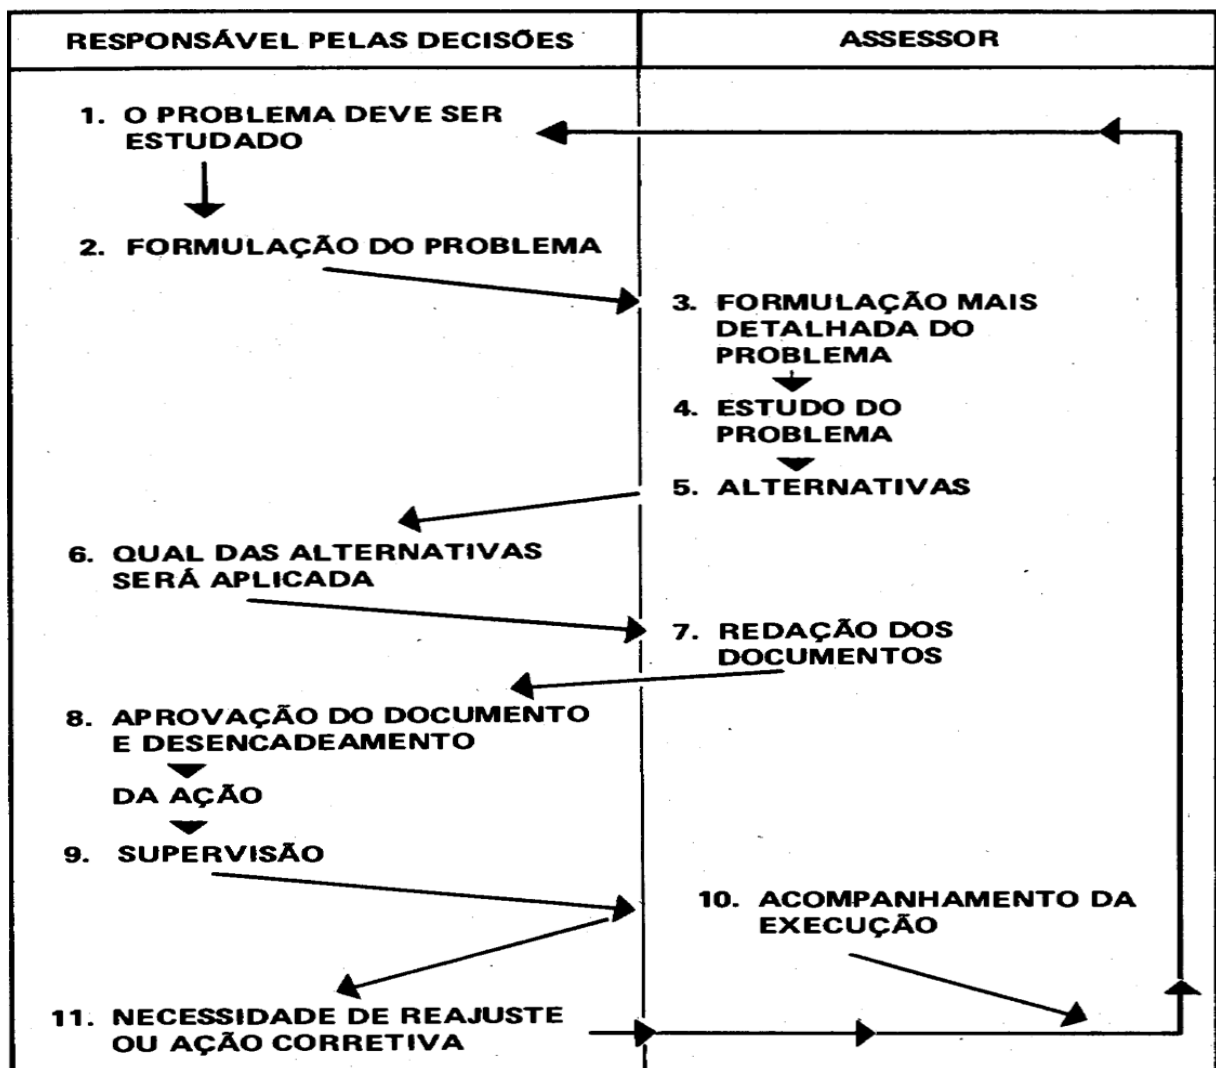 RESPONSÁVEL PELAS DECISÕES
ASSESSOR
1. O PROBLEMA DEVE SER
ESTUDADO
2. FORMULAÇÃO DO PROBLEMA
3. FORMULAÇÃO MAIS
DETALHADA DO
PROBLEMA
4. ESTUDO DO
PROBLEMA
5. ALTERNATIVAS
6. QUAL DAS ALTERNATIVAS
SERÁ APLICADA
7. REDAÇÃO DOS
DOCUMENTOS
8. APROVAÇÃO DO DOCUMENTO
E DESENCADEAMENTO
DA AÇÃO
9. SUPERVISÃO
10. ACOMPANHAMENTO DA
EXECUÇÃO
11. NECESSIDADE DE REAJUSTE
OU AÇÃO CORRETIVA